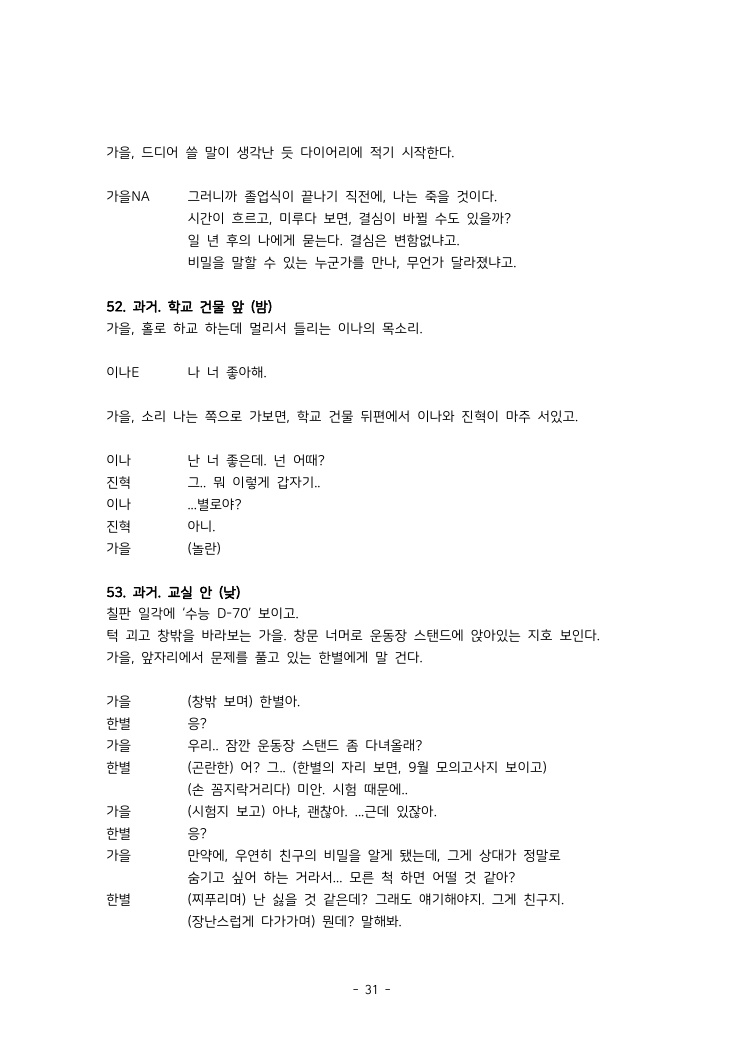 가을, 드디어 쓸 말이 생각난 듯 다이어리에 적기 시작한다.
가을NA 그러니까 졸업식이 끝나기 직전에, 나는 죽을 것이다.
시간이 흐르고, 미루다 보면, 결심이 바뀔 수도 있을까?
일 년 후의 나에게 묻는다. 결심은 변함없냐고.
비밀을 말할 수 있는 누군가를 만나, 무언가 달라졌냐고.
52. 과거. 학교 건물 앞 (밤)
가을, 홀로 하교 하는데 멀리서 들리는 이나의 목소리.
이나E 나 너 좋아해.
가을, 소리 나는 쪽으로 가보면, 학교 건물 뒤편에서 이나와 진혁이 마주 서있고.
이나 난 너 좋은데. 넌 어때?
진혁 그.. 뭐 이렇게 갑자기..
이나 ...별로야?
진혁 아니.
가을 (놀란)
53. 과거. 교실 안 (낮)
칠판 일각에 ‘수능 D-70’ 보이고.
턱 괴고 창밖을 바라보는 가을. 창문 너머로 운동장 스탠드에 앉아있는 지호 보인다.
가을, 앞자리에서 문제를 풀고 있는 한별에게 말 건다.
가을 (창밖 보며) 한별아.
한별 응?
가을 우리.. 잠깐 운동장 스탠드 좀 다녀올래?
한별 (곤란한) 어? 그.. (한별의 자리 보면, 9월 모의고사지 보이고)
(손 꼼지락거리다) 미안. 시험 때문에..
가을 (시험지 보고) 아냐, 괜찮아. ...근데 있잖아.
한별 응?
가을 만약에, 우연히 친구의 비밀을 알게 됐는데, 그게 상대가 정말로
숨기고 싶어 하는 거라서... 모른 척 하면 어떨 것 같아?
한별 (찌푸리며) 난 싫을 것 같은데? 그래도 얘기해야지. 그게 친구지.
(장난스럽게 다가가며) 뭔데? 말해봐.
- 31 -